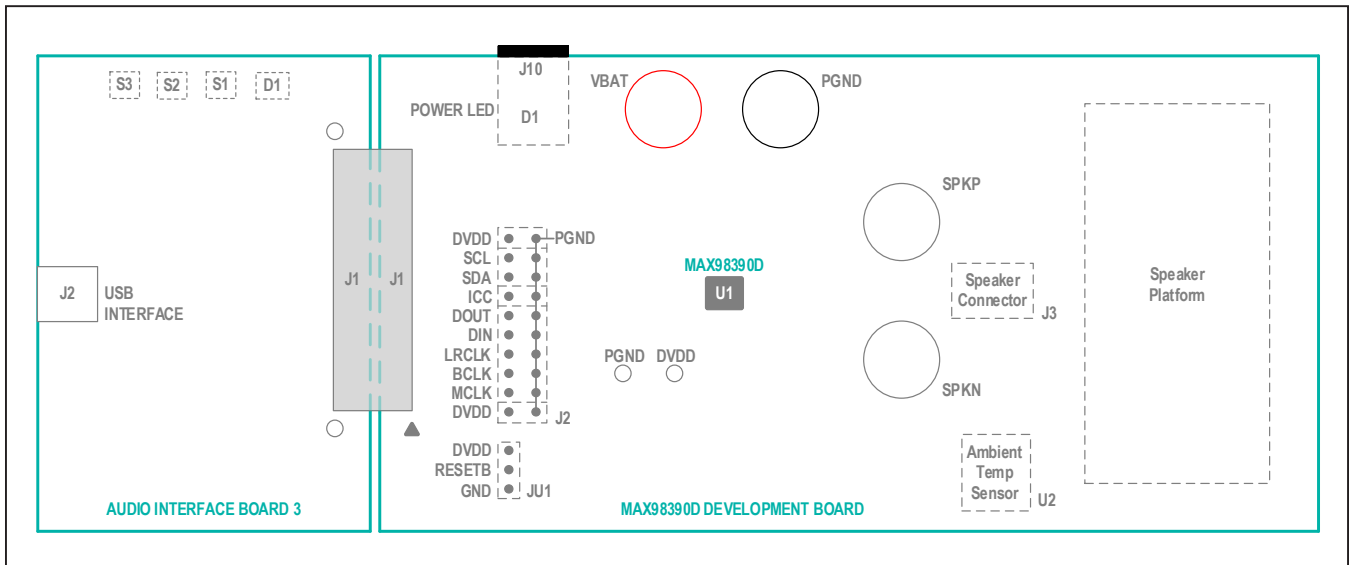 S3 S2 S1 D1
J10
POWER LED D1
VBAT
PGND
SPKP
DVDD PGND
SCL
SDA
ICC
DOUT
DIN
LRCLK
BCLK
MCLK
DVDD
J2
J1 J1
J2 USB
INTERFACE
MAX98390D
U1
PGND DVDD
Speaker
Connector
J3
Speaker
Platform
SPKN
DVDD
RESETB
GND JU1
Ambient
Temp
Sensor
U2
AUDIO INTERFACE BOARD 3
MAX98390D DEVELOPMENT BOARD